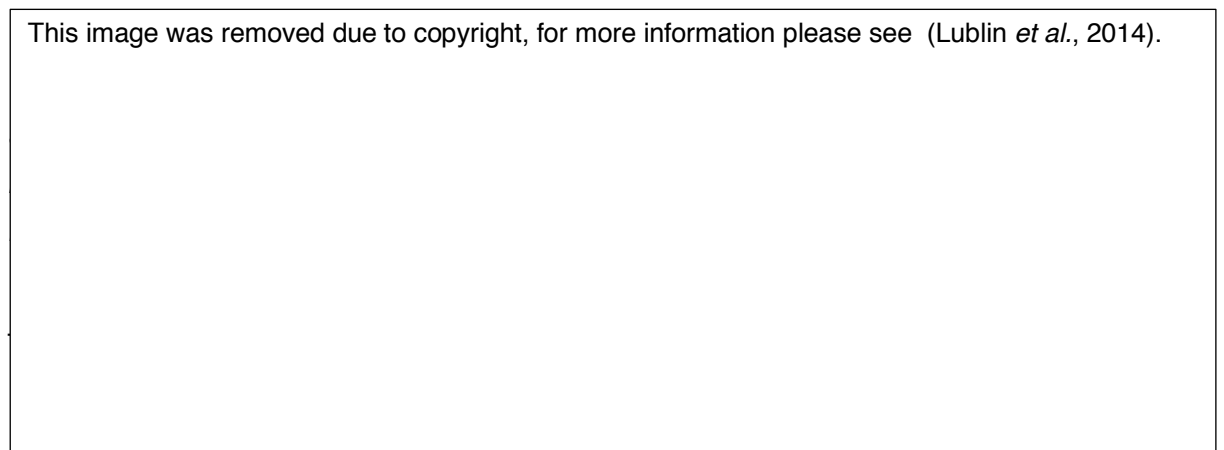 This image was removed due to copyright, for more information please see (Lublin et al., 2014).